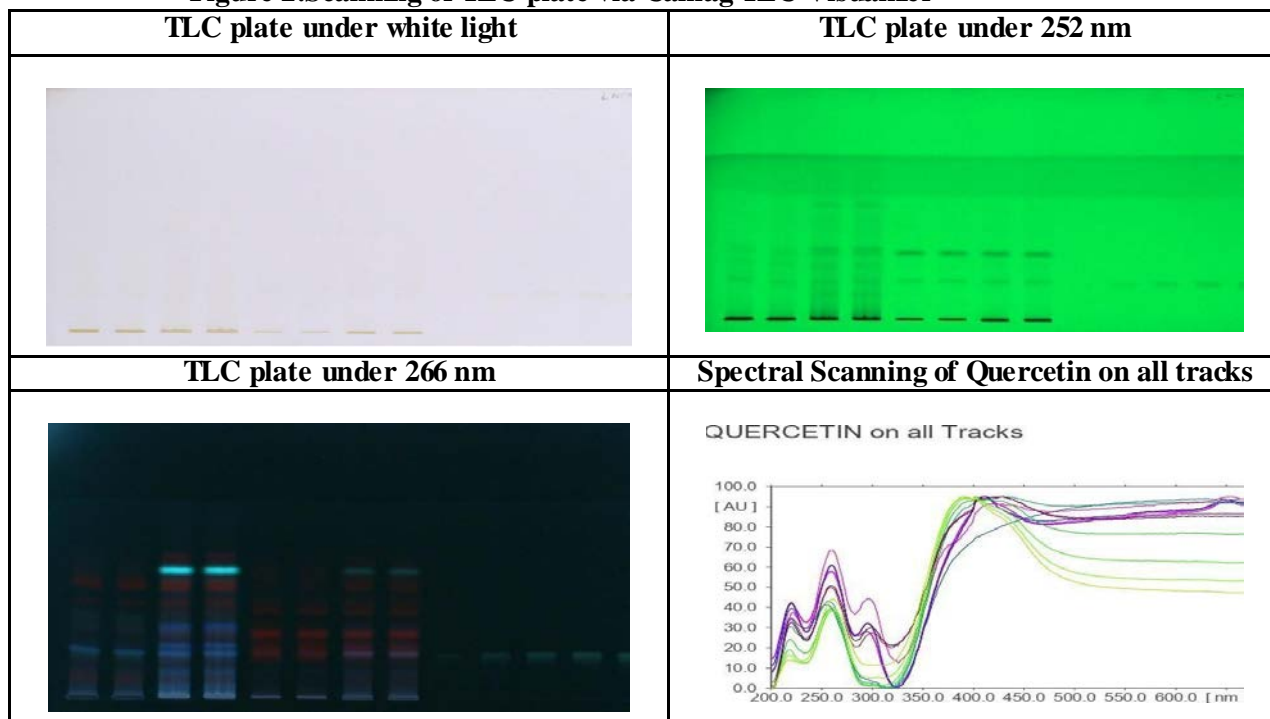 TLC plate under white light
TLC plate under 252 nm
TLC plate under 266 nm
Spectral Scanning of Quercetin on all tracks
QUERCETIN on all Tracks
100.0
[ AU ]
80.0
70.0
60.0
50.0
40.0
30.0
20.0
10.0
0.0
200.0 250.0 300.0 350.0 400.0 450.0 500.0 550.0 600.0 [ nm